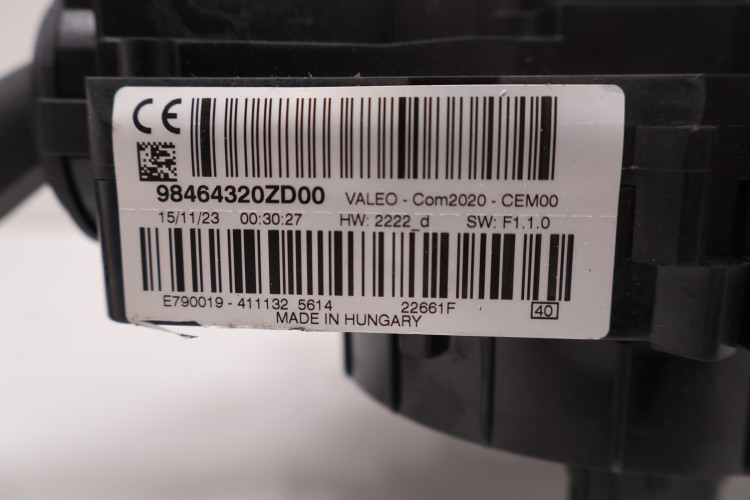 CE
98464320ZD00 VALEO - Com2020 - CEM00
15/11/23 00:30:27 HW: 2222_d SW: F1.1.0
E790019 - 411132 5614 22661F 40
MADE IN HUNGARY